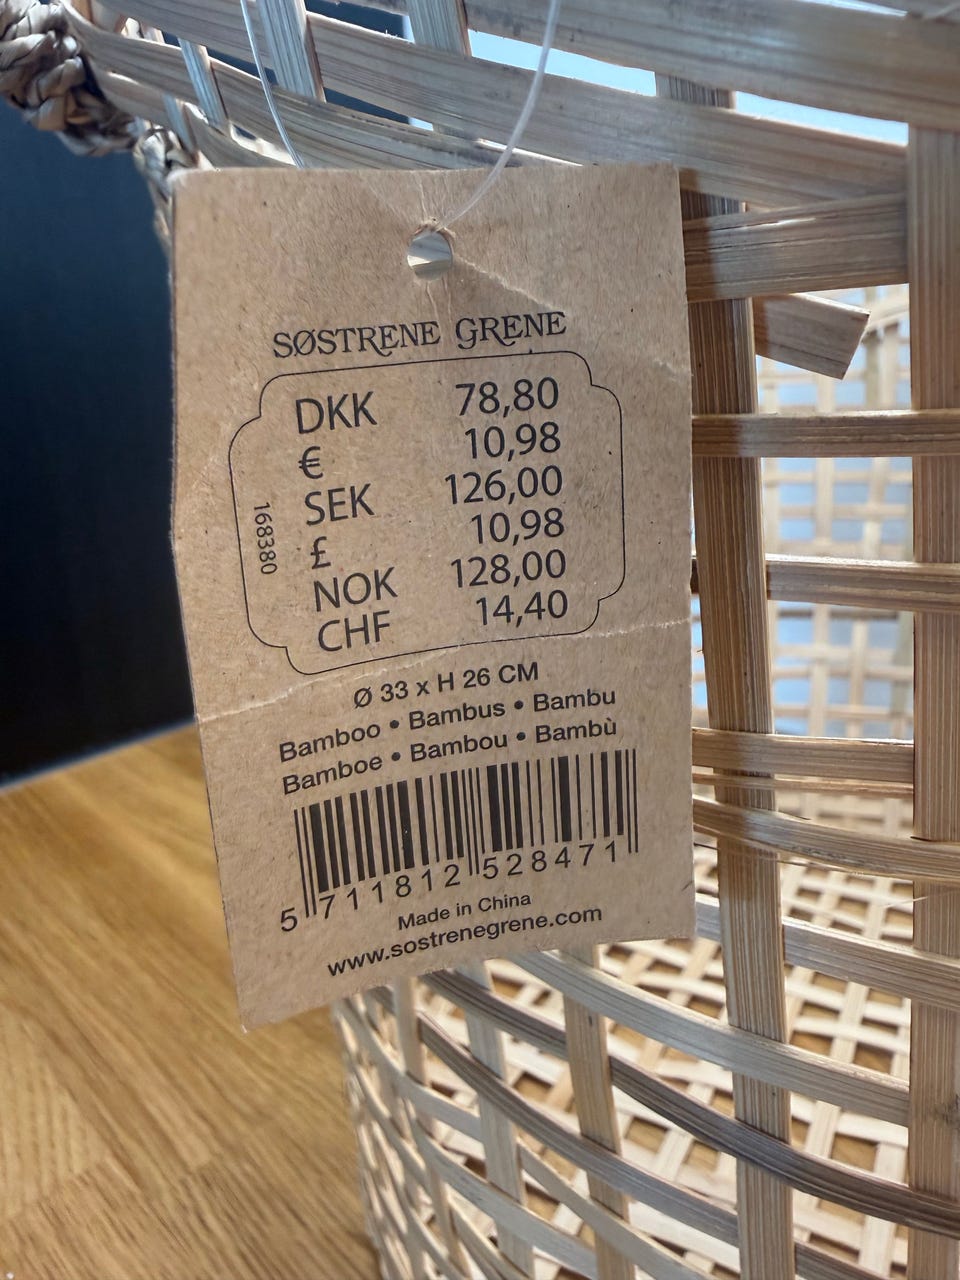 SØSTRENE GRENE
DKK 78,80
€ 10,98
SEK 126,00
£ 10,98
NOK 128,00
CHF 14,40
168380
Ø 33 x H 26 CM
Bamboo • Bambus • Bambu
Bamboe • Bambou • Bambù
5 711812 528471
Made in China
www.sostrenegrene.com